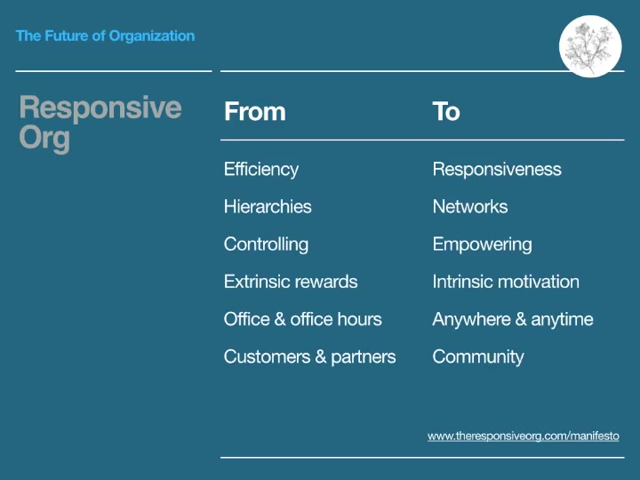 The Future of Organization
Responsive
Org
From To
Efficiency Responsiveness
Hierarchies Networks
Controlling Empowering
Extrinsic rewards Intrinsic motivation
Office & office hours Anywhere & anytime
Customers & partners Community
www.theresponsiveorg.com/manifesto